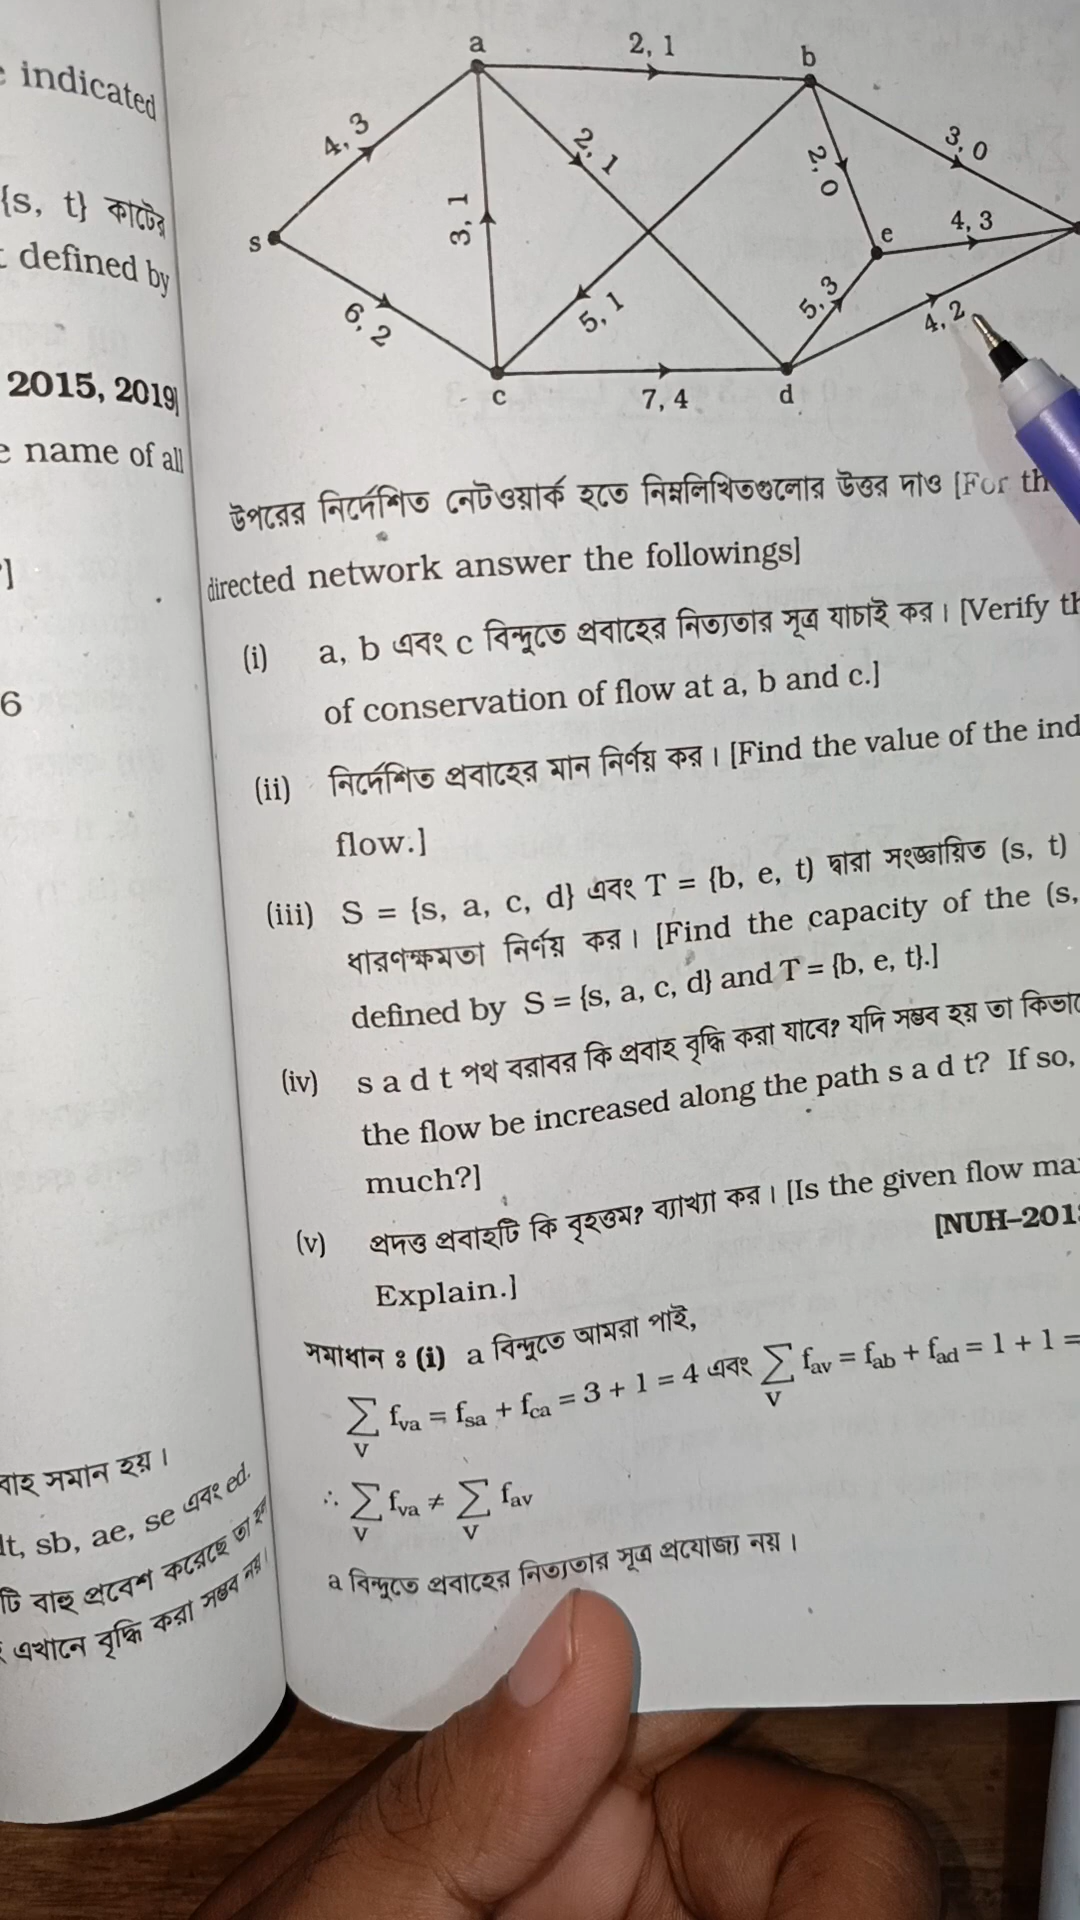 indicated
{s, t} কাটের
defined by
2015, 2019]
name of all
6
বাহ সমান হয়।
lt, sb, ae, se এবং ed.
টি বাহু প্রবেশ করেছে তা
এখানে বৃদ্ধি করা সম্ভব নয়।
a
2, 1
b
4, 3
2, 1
3, 0
2, 0
3, 1
s
e
4, 3
6, 2
5, 1
5, 3
4, 2
c
7, 4
d
উপরের নির্দেশিত নেটওয়ার্ক হতে নিম্নলিখিতগুলোর উত্তর দাও [For th
directed network answer the followings]
(i) a, b এবং c বিন্দুতে প্রবাহের নিত্যতার সূত্র যাচাই কর। [Verify th
of conservation of flow at a, b and c.]
(ii) নির্দেশিত প্রবাহের মান নির্ণয় কর। [Find the value of the ind
flow.]
(iii) S = {s, a, c, d} এবং T = {b, e, t) দ্বারা সংজ্ঞায়িত (s, t)
ধারণক্ষমতা নির্ণয় কর। [Find the capacity of the (s,
defined by S = {s, a, c, d} and T = {b, e, t}.]
(iv) s a d t পথ বরাবর কি প্রবাহ বৃদ্ধি করা যাবে? যদি সম্ভব হয় তা কিভাবে
the flow be increased along the path s a d t? If so,
much?]
(v) প্রদত্ত প্রবাহটি কি বৃহত্তম? ব্যাখ্যা কর। [Is the given flow ma
Explain.] [NUH–201
সমাধান ঃ (i) a বিন্দুতে আমরা পাই,
∑ᵥ f_va = f_sa + f_ca = 3 + 1 = 4 এবং ∑ᵥ f_av = f_ab + f_ad = 1 + 1 =
∴ ∑ᵥ f_va ≠ ∑ᵥ f_av
a বিন্দুতে প্রবাহের নিত্যতার সূত্র প্রযোজ্য নয়।